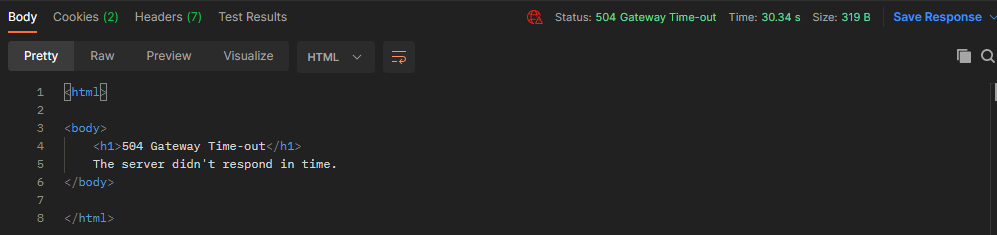 Body Cookies (2) Headers (7) Test Results Status: 504 Gateway Time-out Time: 30.34 s Size: 319 B Save Response
Pretty Raw Preview Visualize HTML
1 <html>
2
3 <body>
4 <h1>504 Gateway Time-out</h1>
5 The server didn't respond in time.
6 </body>
7
8 </html>